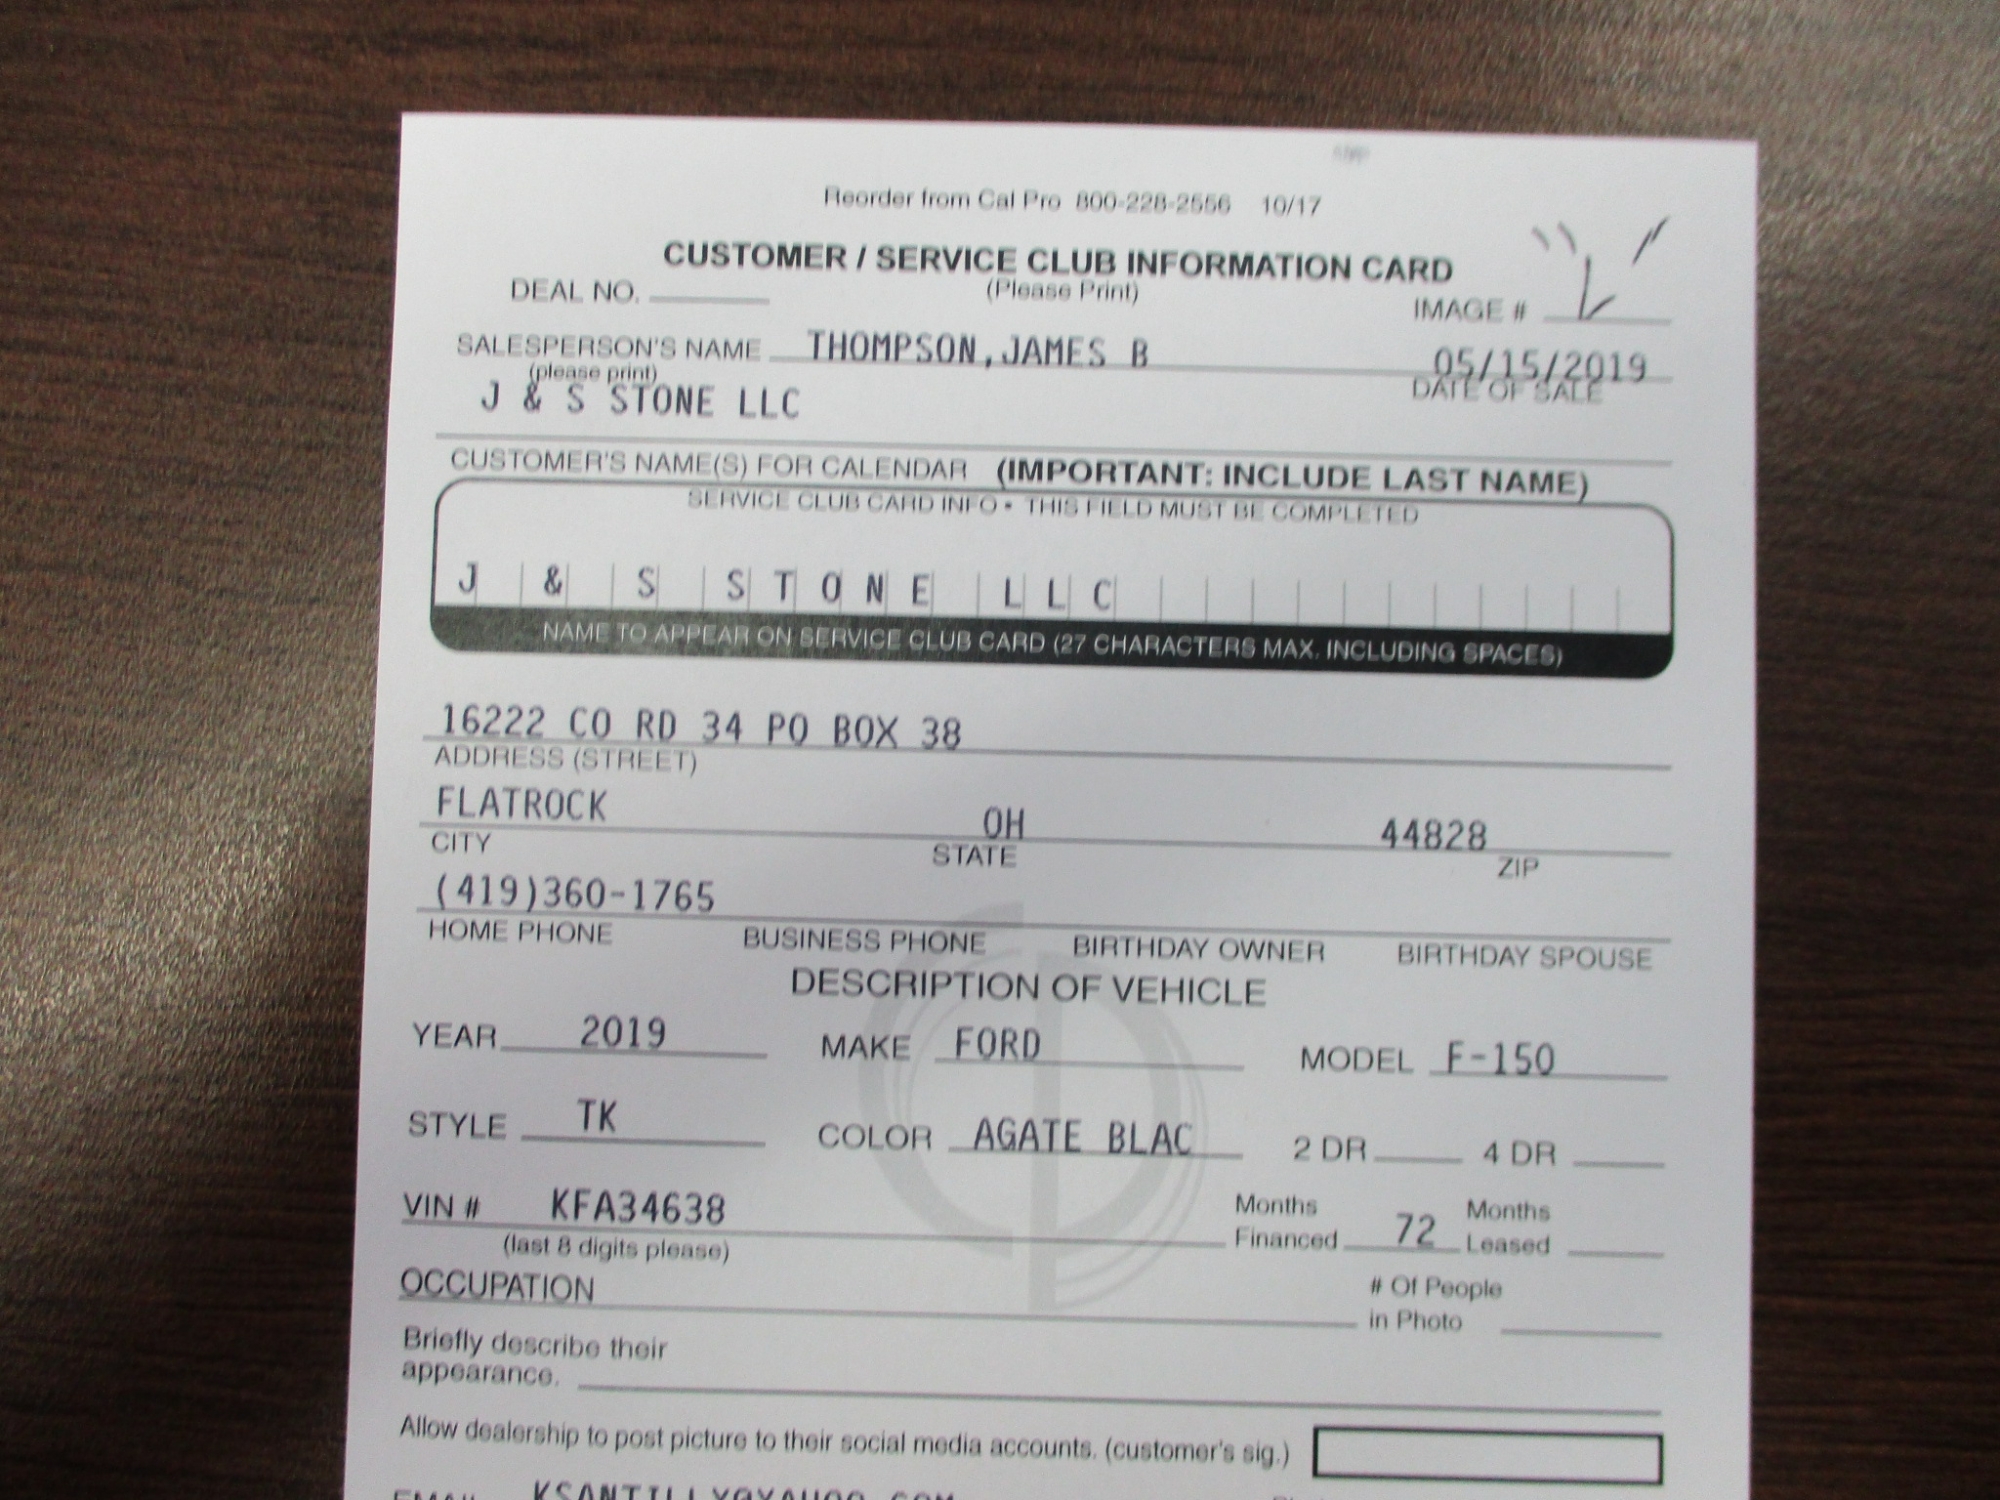 Reorder from Cal Pro 800-228-2556 10/17
CUSTOMER / SERVICE CLUB INFORMATION CARD
DEAL NO. (Please Print) IMAGE #
SALESPERSON'S NAME THOMPSON,JAMES B 05/15/2019
(please print) DATE OF SALE
J & S STONE LLC
CUSTOMER'S NAME(S) FOR CALENDAR (IMPORTANT: INCLUDE LAST NAME)
SERVICE CLUB CARD INFO • THIS FIELD MUST BE COMPLETED
J & S STONE LLC
NAME TO APPEAR ON SERVICE CLUB CARD (27 CHARACTERS MAX. INCLUDING SPACES)
16222 CO RD 34 PO BOX 38
ADDRESS (STREET)
FLATROCK OH 44828
CITY STATE ZIP
(419)360-1765
HOME PHONE BUSINESS PHONE BIRTHDAY OWNER BIRTHDAY SPOUSE
DESCRIPTION OF VEHICLE
YEAR 2019 MAKE FORD MODEL F-150
STYLE TK COLOR AGATE BLAC 2 DR 4 DR
VIN # KFA34638 Months Financed 72 Months Leased
(last 8 digits please)
OCCUPATION # Of People in Photo
Briefly describe their
appearance.
Allow dealership to post picture to their social media accounts. (customer's sig.)
EMAIL KSANTILLY@YAHOO.COM